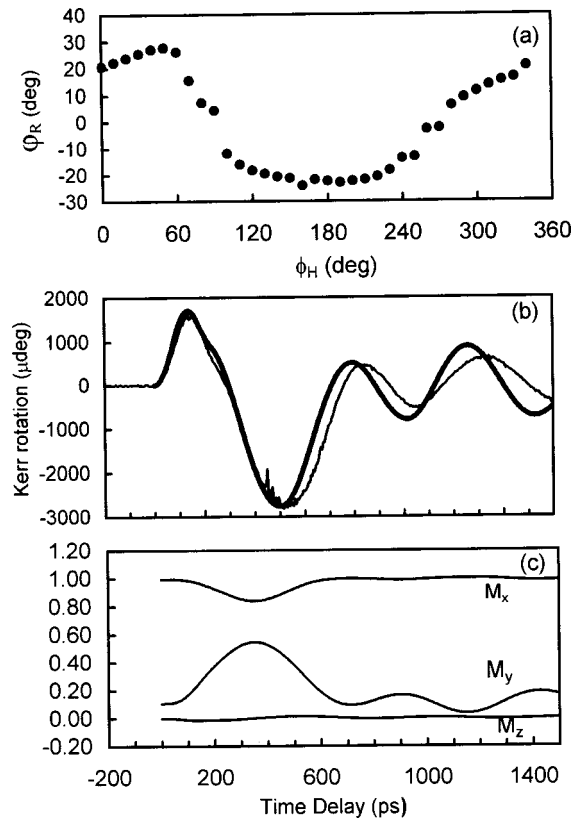 40
30
20
10
0
-10
-20
-30
φR (deg)
(a)
0 60 120 180 240 300 360
ϕH (deg)
2000
1000
0
-1000
-2000
-3000
Kerr rotation (μdeg)
(b)
1.20
1.00
0.80
0.60
0.40
0.20
0.00
-0.20
(c)
Mx
My
Mz
-200 200 600 1000 1400
Time Delay (ps)